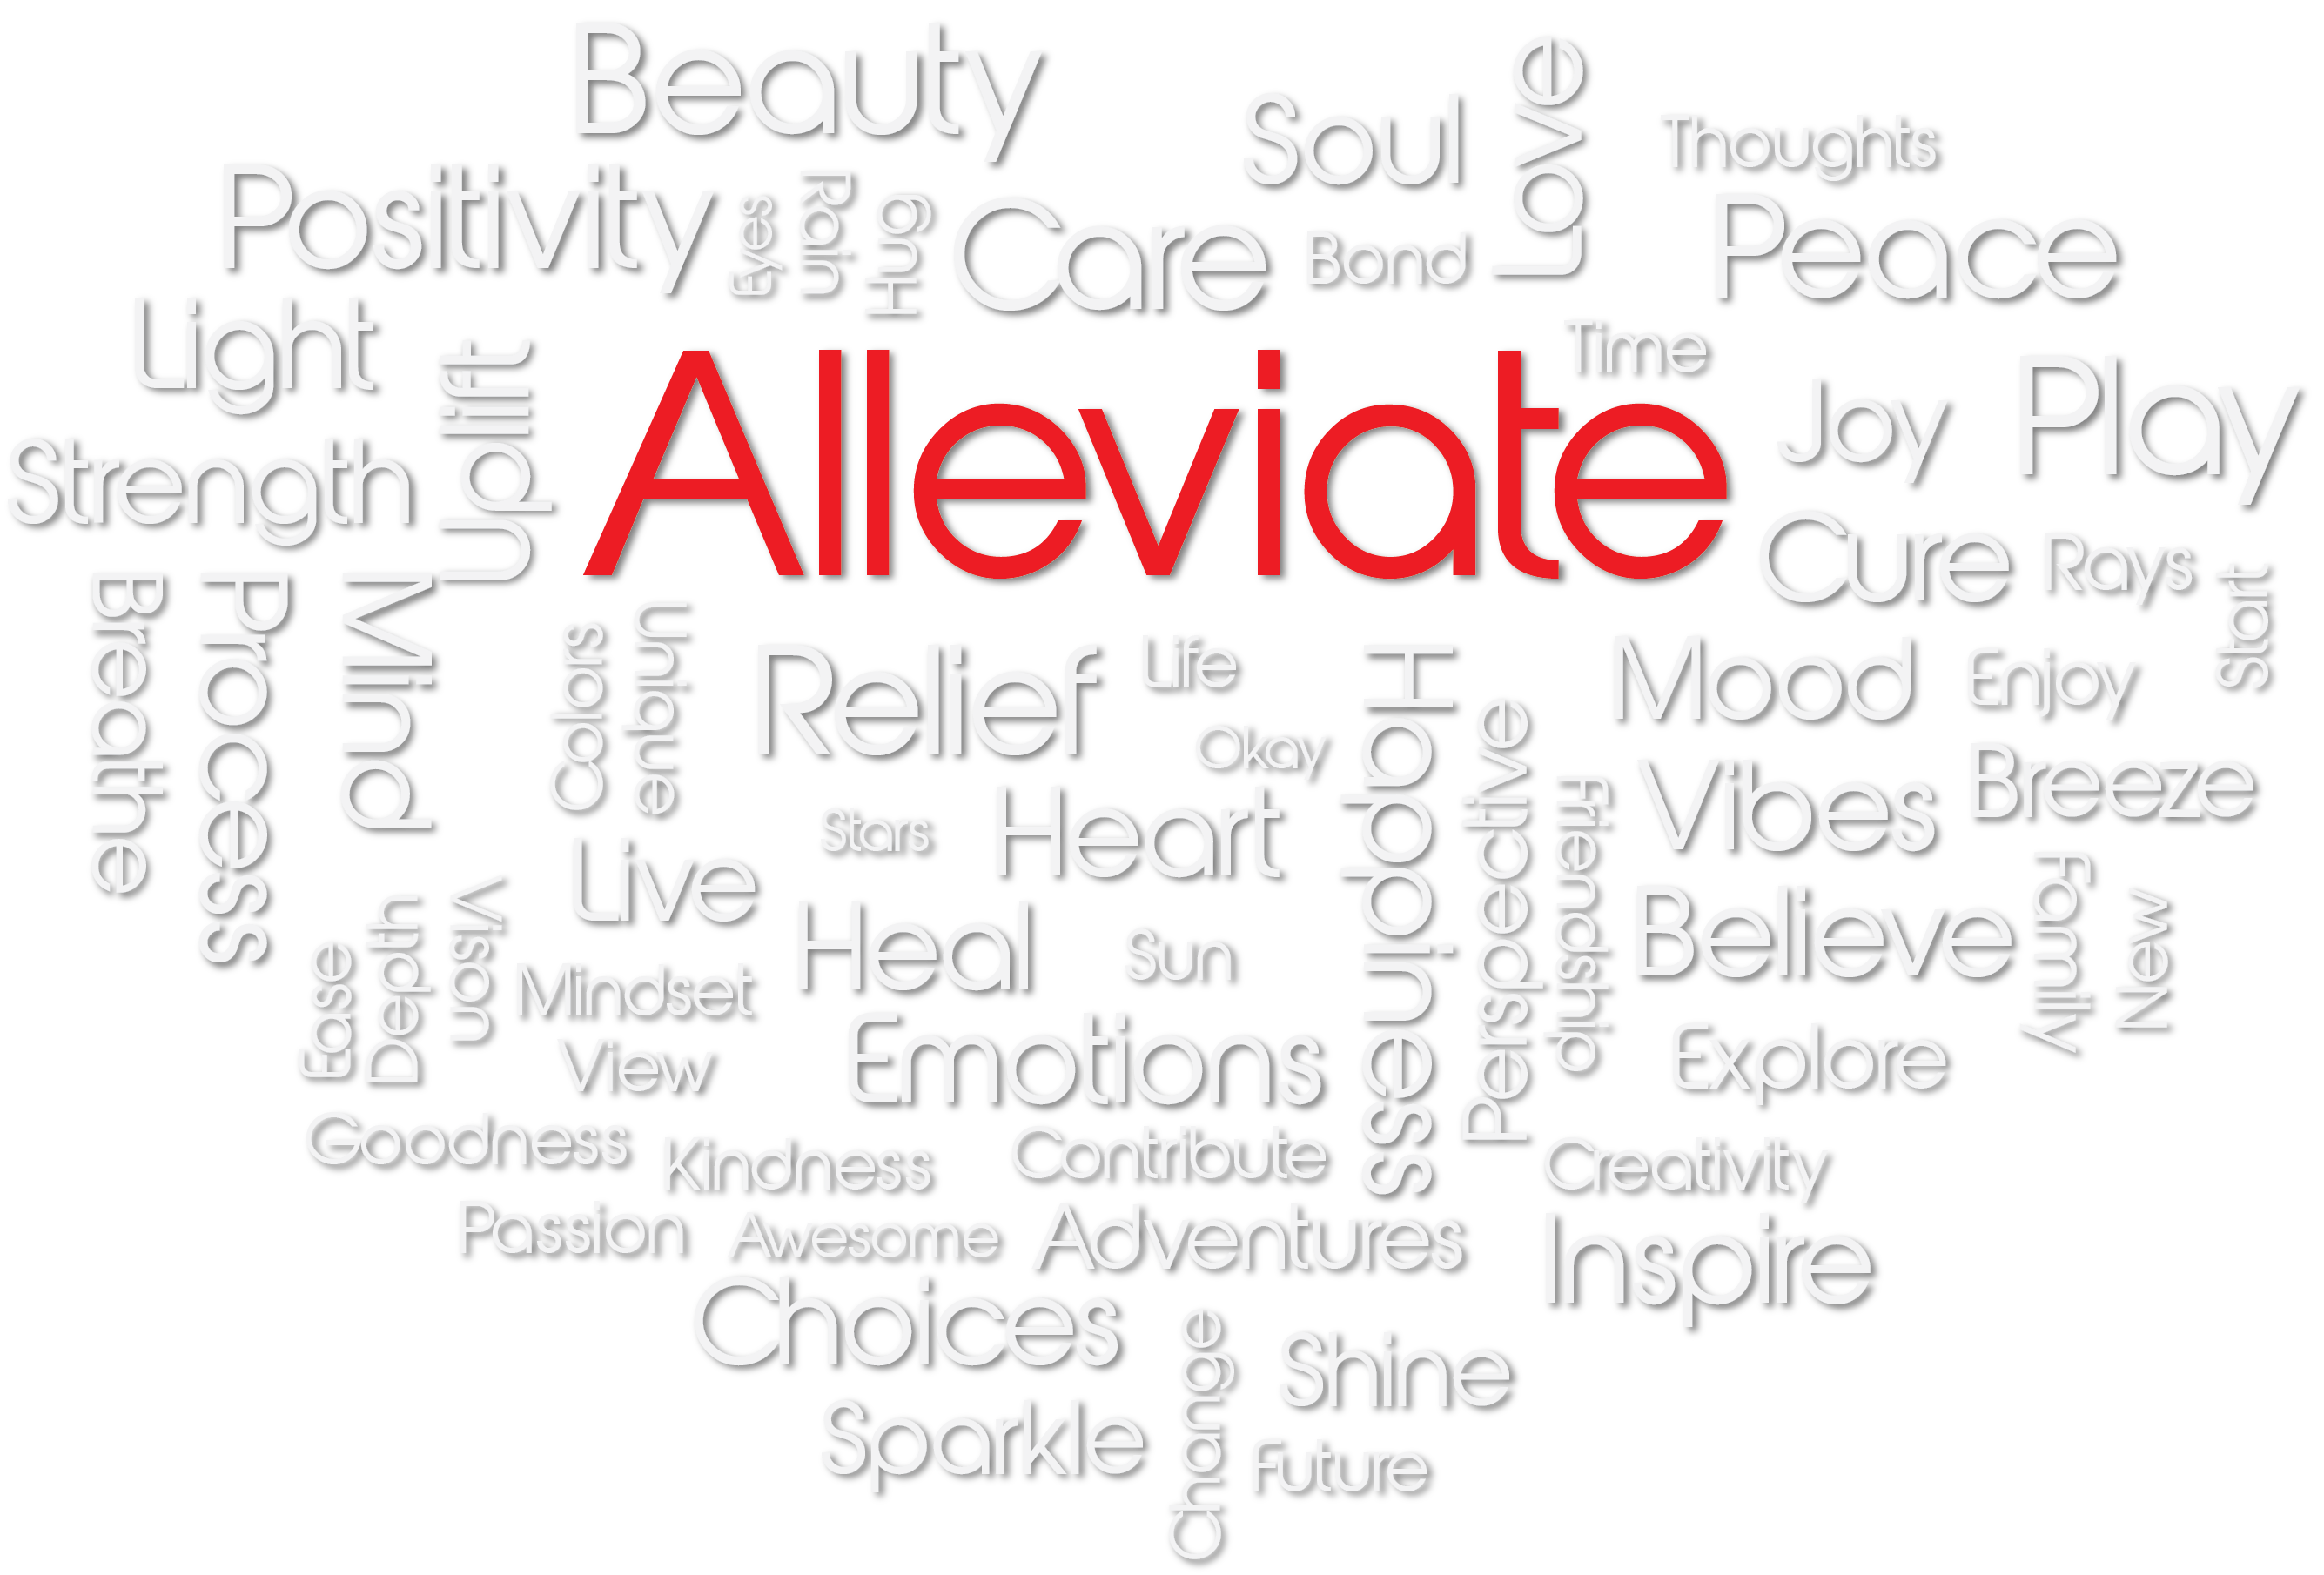 Beauty
Soul
Love
Thoughts
Positivity
Eyes
Rain
Hug
Care
Bond
Peace
Light
Uplift
Alleviate
Time
Joy
Play
Strength
Cure
Rays
Start
Breathe
Process
Mind
Colors
Unique
Relief
Life
Okay
Happiness
Perspective
Friendship
Mood
Enjoy
Vibes
Breeze
Stars
Heart
Live
Heal
Sun
Believe
Family
New
Ease
Depth
Vision
Mindset
View
Emotions
Explore
Goodness
Kindness
Contribute
Creativity
Passion
Awesome
Adventures
Inspire
Choices
Change
Shine
Sparkle
Future